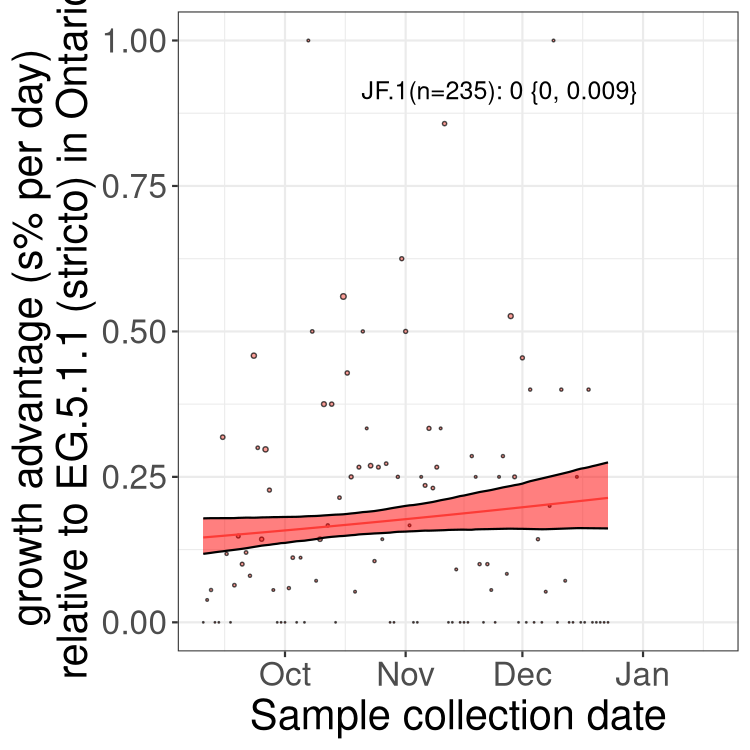 growth advantage (s% per day)
relative to EG.5.1.1 (stricto) in Ontario
1.00
0.75
0.50
0.25
0.00
JF.1(n=235): 0 {0, 0.009}
Oct Nov Dec Jan
Sample collection date